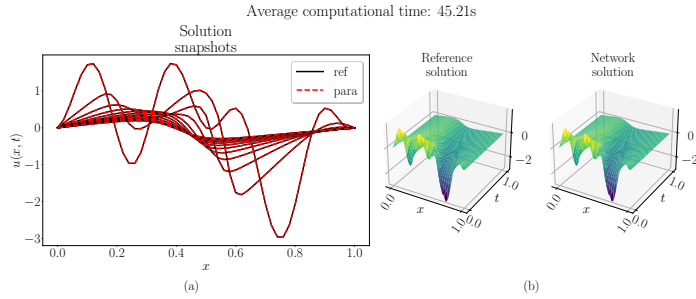 Average computational time: 45.21s
Solution
snapshots
ref
para
u(x, t)
1
0
−1
−2
−3
0.0 0.2 0.4 0.6 0.8 1.0
x
(a)
Reference
solution
0
−2
0.0
x
1.0
0.0
t
1.0
Network
solution
0
−2
0.0
x
1.0
0.0
t
1.0
(b)